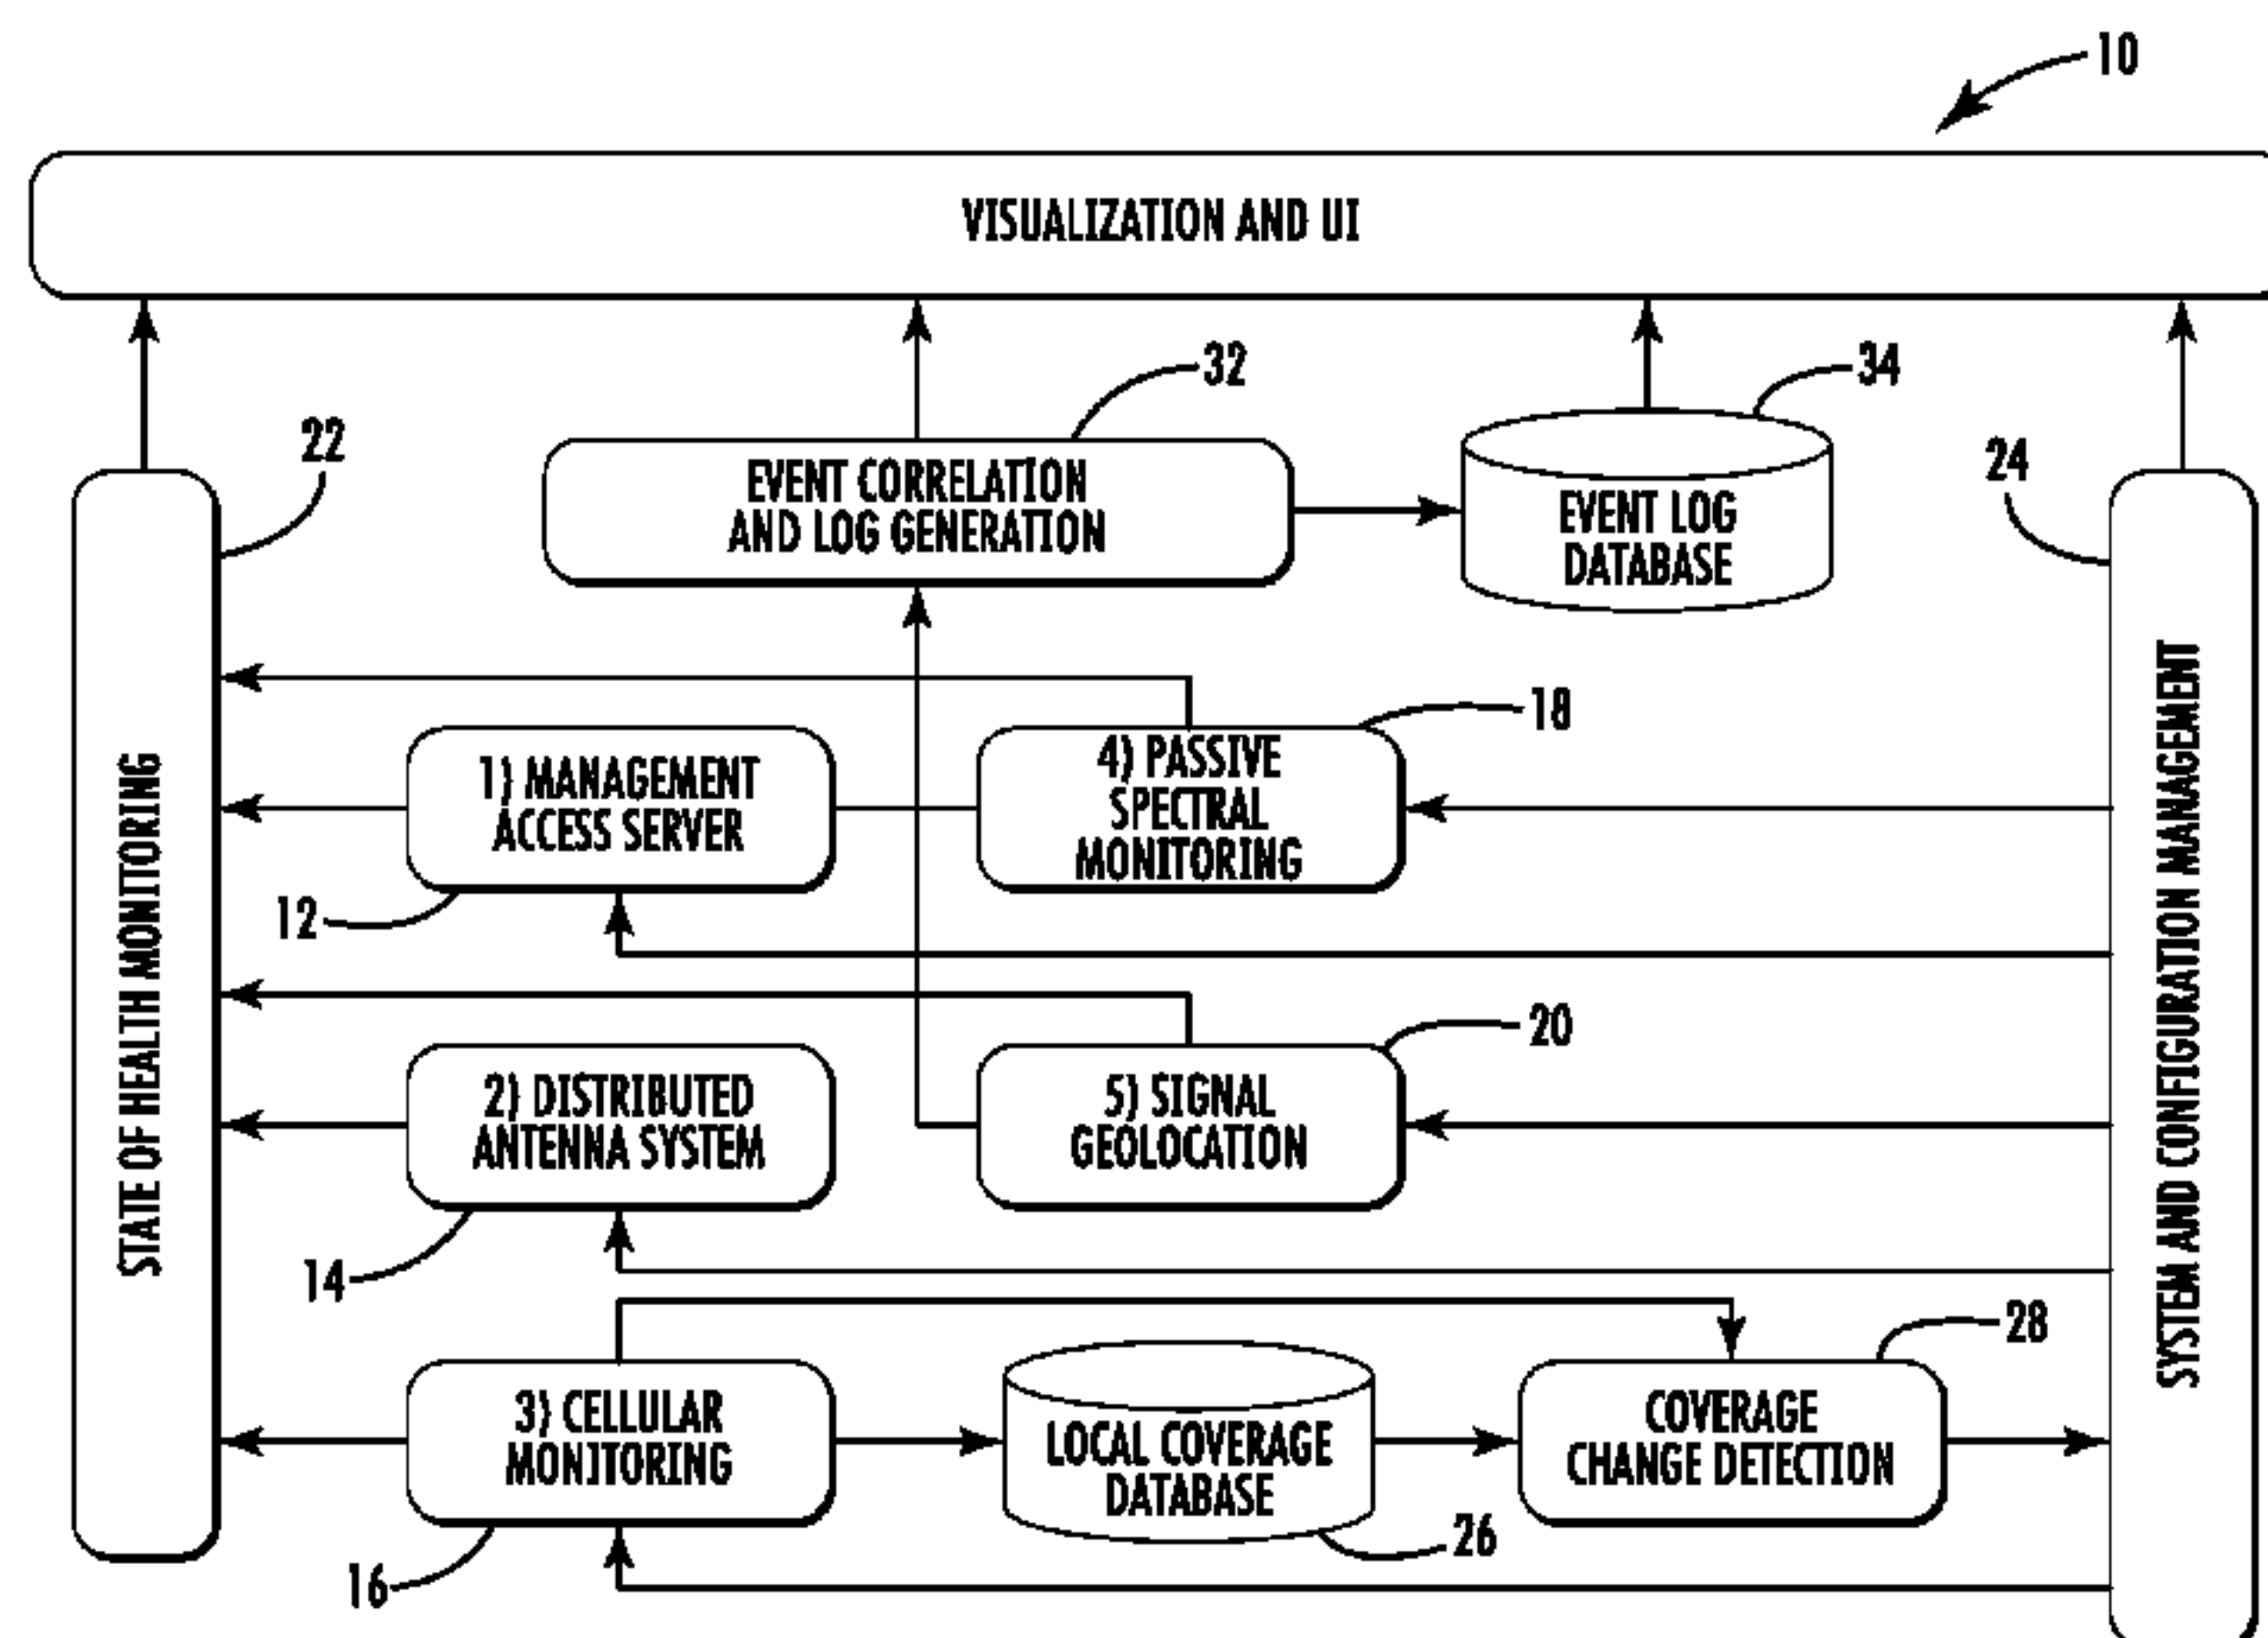 10
VISUALIZATION AND UI
32
34
22
24
EVENT CORRELATION
AND LOG GENERATION
EVENT LOG
DATABASE
STATE OF HEALTH MONITORING
SYSTEM AND CONFIGURATION MANAGEMENT
18
1) MANAGEMENT
ACCESS SERVER
4) PASSIVE
SPECTRAL
MONITORING
12
20
2) DISTRIBUTED
ANTENNA SYSTEM
5) SIGNAL
GEOLOCATION
14
28
3) CELLULAR
MONITORING
LOCAL COVERAGE
DATABASE
COVERAGE
CHANGE DETECTION
26
16